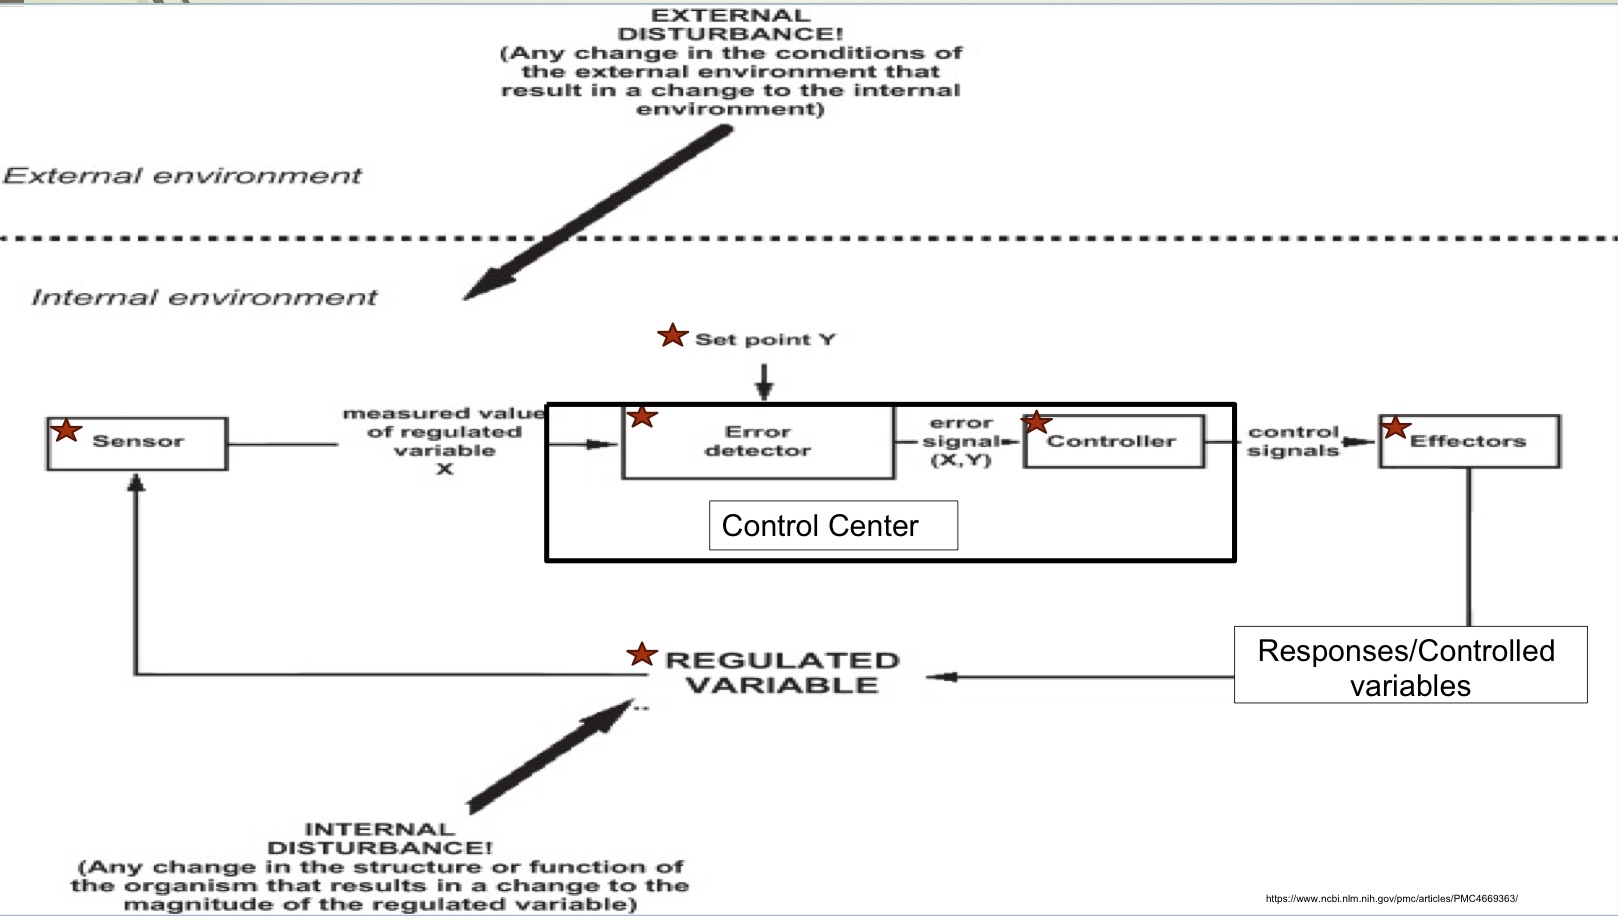 EXTERNAL
DISTURBANCE!
(Any change in the conditions of
the external environment that
result in a change to the internal
environment)
External environment
Internal environment
Set point Y
Sensor
measured value
of regulated
variable
X
Error
detector
error
signal
(X,Y)
Controller
control
signals
Effectors
Control Center
Responses/Controlled
variables
REGULATED
VARIABLE
INTERNAL
DISTURBANCE!
(Any change in the structure or function of
the organism that results in a change to the
magnitude of the regulated variable)
https://www.ncbi.nlm.nih.gov/pmc/articles/PMC4669363/